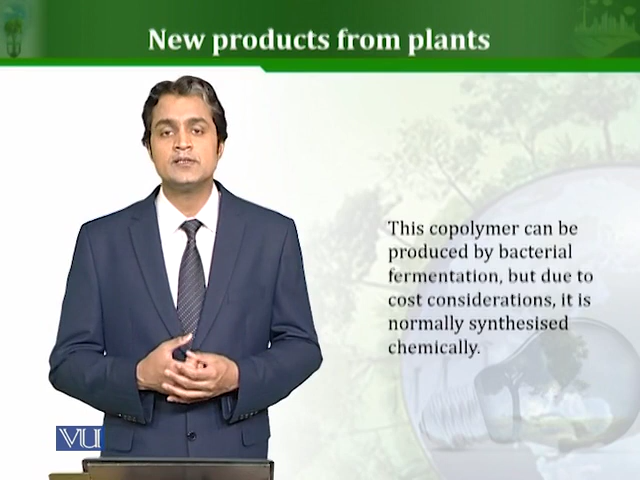 New products from plants
This copolymer can be
produced by bacterial
fermentation, but due to
cost considerations, it is
normally synthesised
chemically.
VU